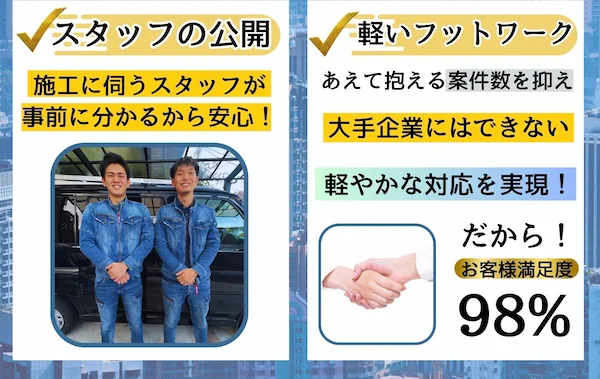 スタッフの公開
施工に伺うスタッフが
事前に分かるから安心！
軽いフットワーク
あえて抱える案件数を抑え
大手企業にはできない
軽やかな対応を実現！
だから！
お客様満足度
98%